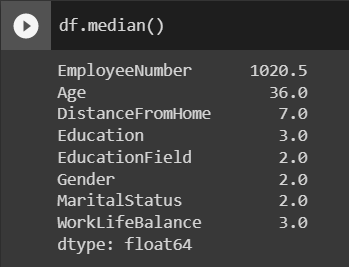 df.median()
EmployeeNumber 1020.5
Age 36.0
DistanceFromHome 7.0
Education 3.0
EducationField 2.0
Gender 2.0
MaritalStatus 2.0
WorkLifeBalance 3.0
dtype: float64